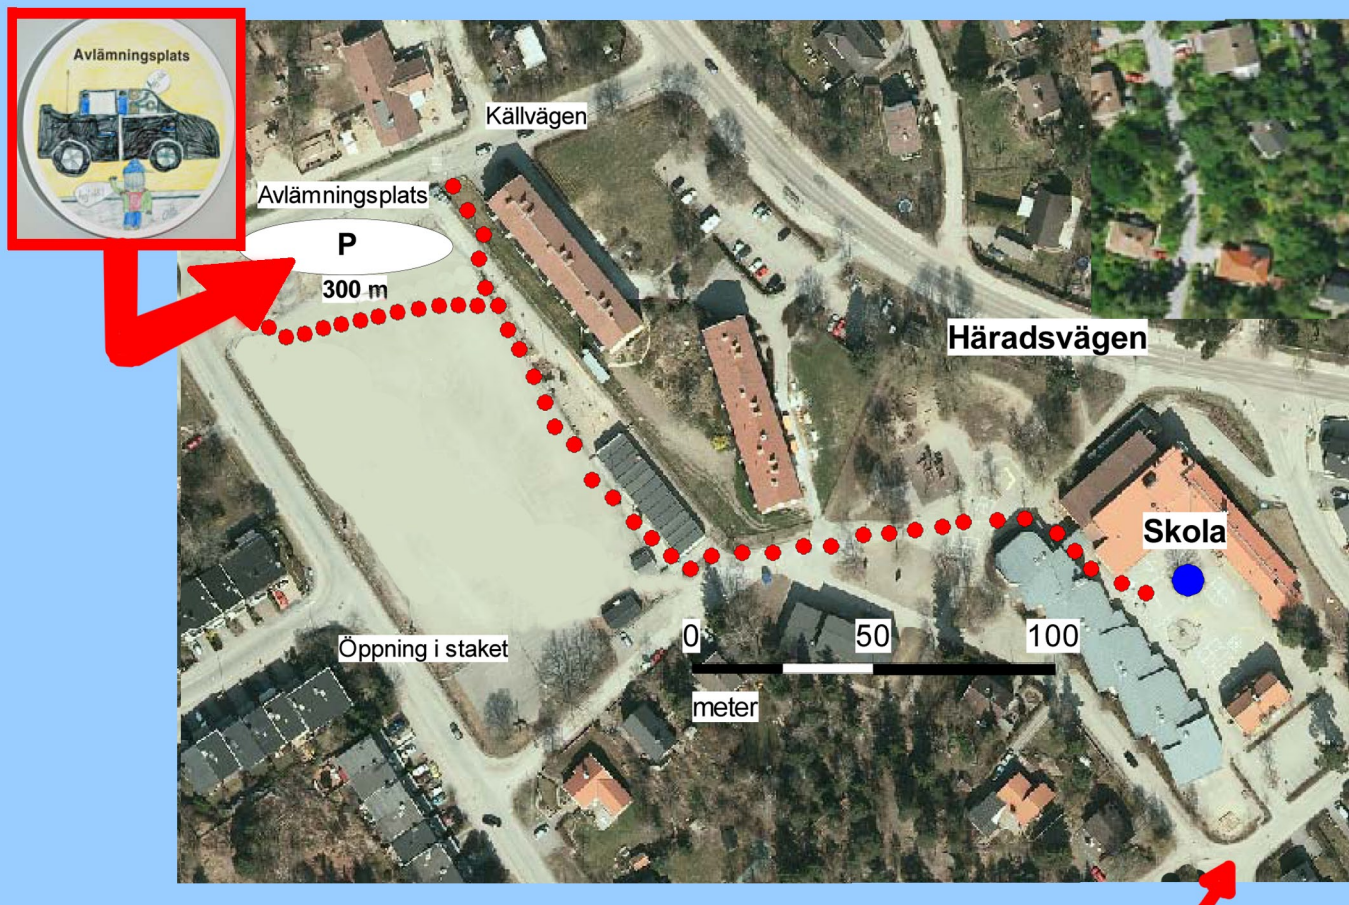 Avlämningsplats
Källvägen
Avlämningsplats
P
300 m
Häradsvägen
Skola
Öppning i staket
0 50 100
meter